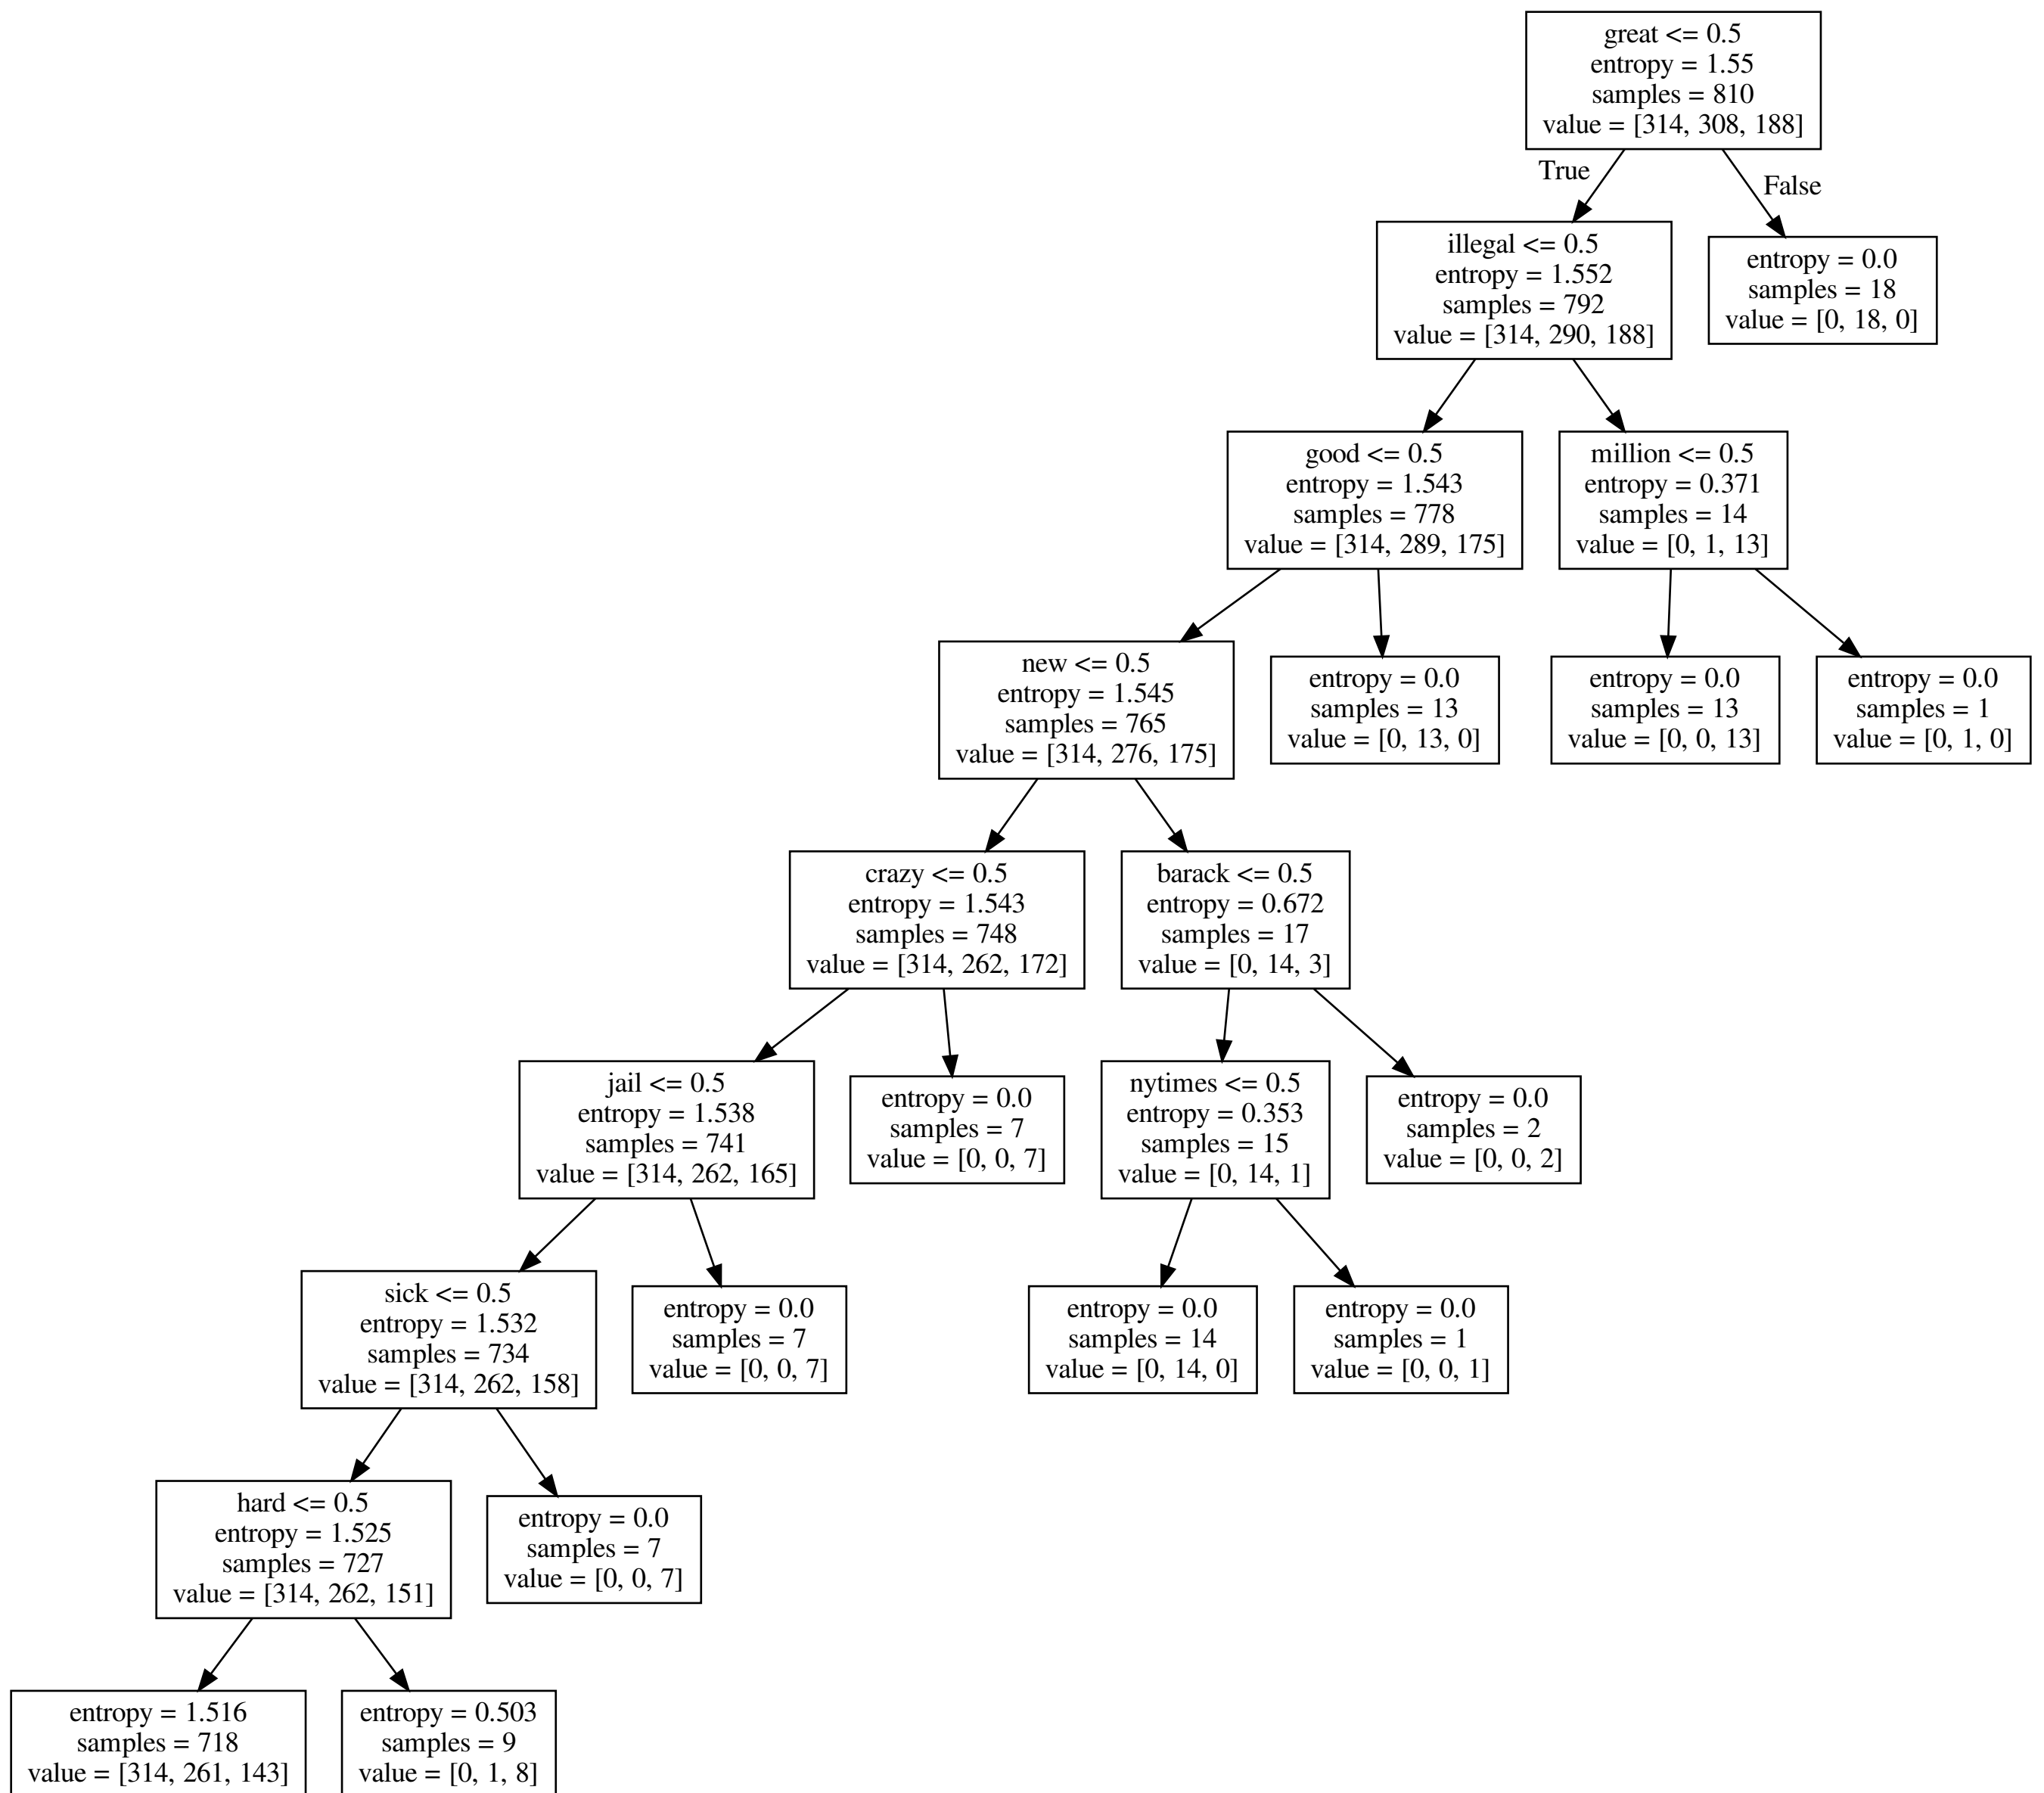 great <= 0.5
entropy = 1.55
samples = 810
value = [314, 308, 188]
True
False
illegal <= 0.5
entropy = 1.552
samples = 792
value = [314, 290, 188]
entropy = 0.0
samples = 18
value = [0, 18, 0]
good <= 0.5
entropy = 1.543
samples = 778
value = [314, 289, 175]
million <= 0.5
entropy = 0.371
samples = 14
value = [0, 1, 13]
new <= 0.5
entropy = 1.545
samples = 765
value = [314, 276, 175]
entropy = 0.0
samples = 13
value = [0, 13, 0]
entropy = 0.0
samples = 13
value = [0, 0, 13]
entropy = 0.0
samples = 1
value = [0, 1, 0]
crazy <= 0.5
entropy = 1.543
samples = 748
value = [314, 262, 172]
barack <= 0.5
entropy = 0.672
samples = 17
value = [0, 14, 3]
jail <= 0.5
entropy = 1.538
samples = 741
value = [314, 262, 165]
entropy = 0.0
samples = 7
value = [0, 0, 7]
nytimes <= 0.5
entropy = 0.353
samples = 15
value = [0, 14, 1]
entropy = 0.0
samples = 2
value = [0, 0, 2]
sick <= 0.5
entropy = 1.532
samples = 734
value = [314, 262, 158]
entropy = 0.0
samples = 7
value = [0, 0, 7]
entropy = 0.0
samples = 14
value = [0, 14, 0]
entropy = 0.0
samples = 1
value = [0, 0, 1]
hard <= 0.5
entropy = 1.525
samples = 727
value = [314, 262, 151]
entropy = 0.0
samples = 7
value = [0, 0, 7]
entropy = 1.516
samples = 718
value = [314, 261, 143]
entropy = 0.503
samples = 9
value = [0, 1, 8]